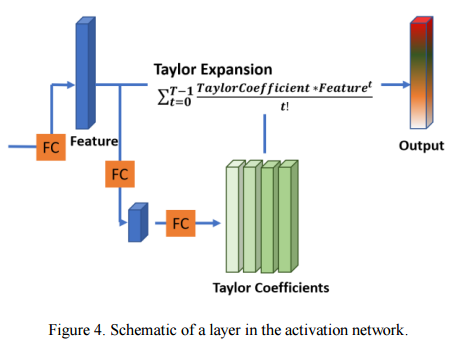 Taylor Expansion
∑_{t=0}^{T−1} TaylorCoefficient ∗Feature^t / t!
FC
Feature
FC
FC
Output
Taylor Coefficients
Figure 4. Schematic of a layer in the activation network.